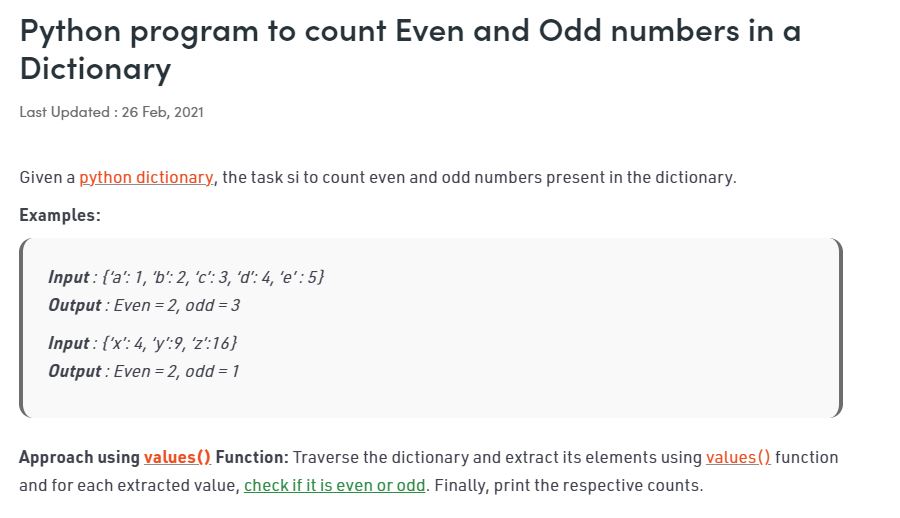 Python program to count Even and Odd numbers in a
Dictionary
Last Updated : 26 Feb, 2021
Given a python dictionary, the task si to count even and odd numbers present in the dictionary.
Examples:
Input : {‘a’: 1, ‘b’: 2, ‘c’: 3, ‘d’: 4, ‘e’ : 5}
Output : Even = 2, odd = 3
Input : {‘x’: 4, ‘y’:9, ‘z’:16}
Output : Even = 2, odd = 1
Approach using values() Function: Traverse the dictionary and extract its elements using values() function
and for each extracted value, check if it is even or odd. Finally, print the respective counts.